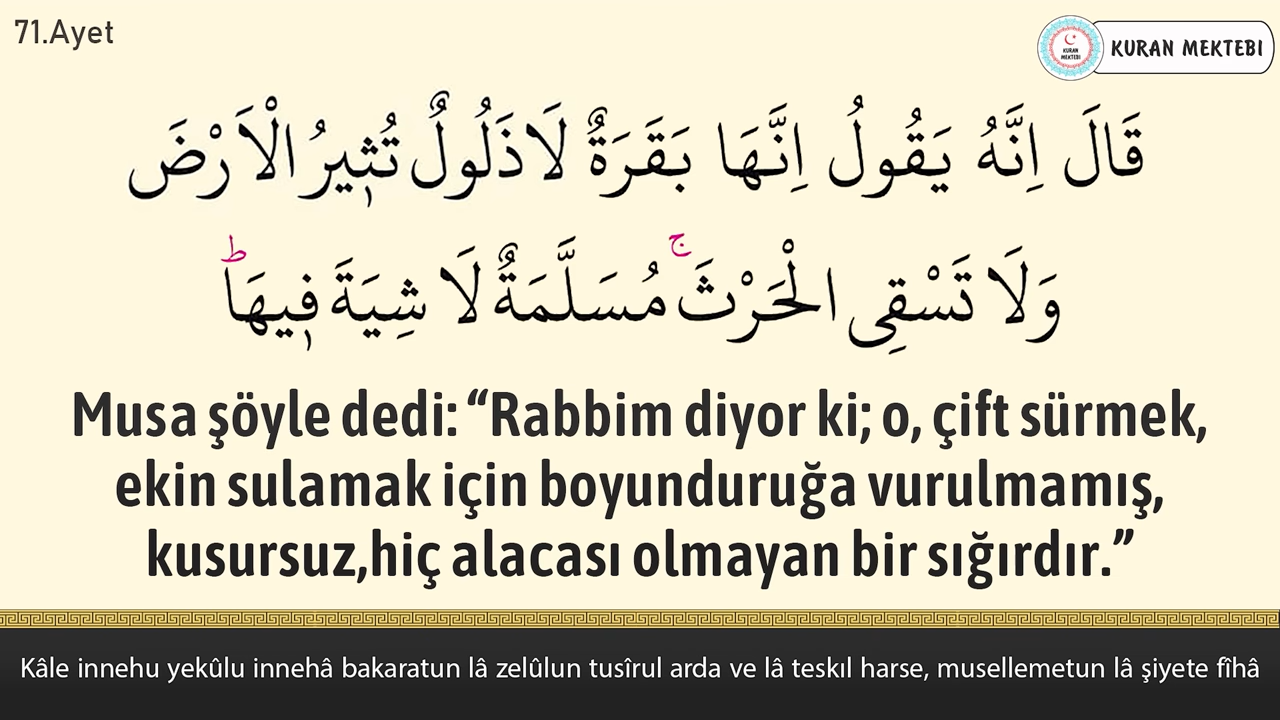 71.Ayet
KURAN MEKTEBI
KURAN
MEKTEBI
قَالَ اِنَّهُ يَقُولُ اِنَّهَا بَقَرَةٌ لَا ذَلُولٌ تُثٖيرُ الْاَرْضَ
وَلَا تَسْقِى الْحَرْثَۚ مُسَلَّمَةٌ لَا شِيَةَ فٖيهَاؕ
Musa şöyle dedi: “Rabbim diyor ki; o, çift sürmek,
ekin sulamak için boyunduruğa vurulmamış,
kusursuz,hiç alacası olmayan bir sığırdır.”
Kâle innehu yekûlu innehâ bakaratun lâ zelûlun tusîrul arda ve lâ teskıl harse, musellemetun lâ şiyete fîhâ